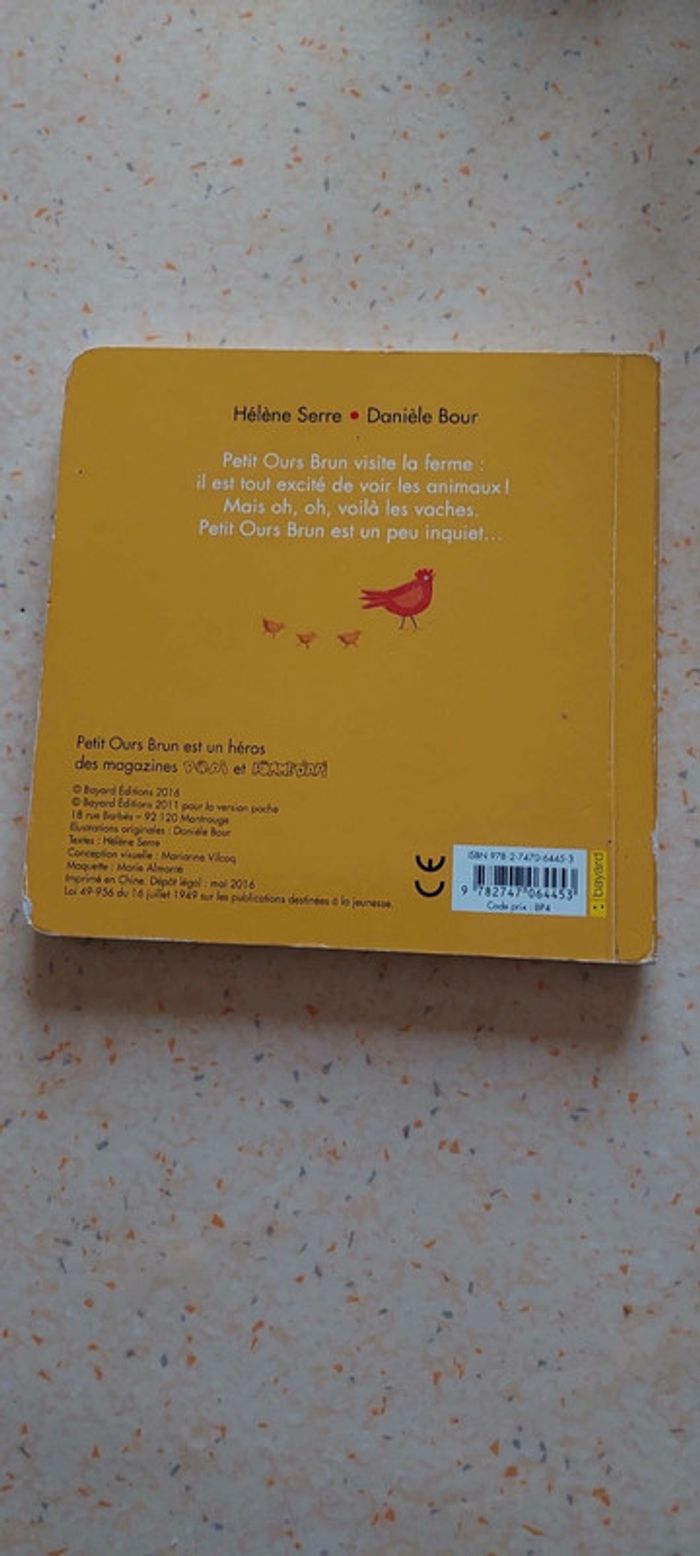 Hélène Serre • Danièle Bour
Petit Ours Brun visite la ferme :
il est tout excité de voir les animaux !
Mais oh, oh, voilà les vaches.
Petit Ours Brun est un peu inquiet...
Petit Ours Brun est un héros
des magazines POPI et POMME D'API
© Bayard Éditions 2016
© Bayard Éditions 2011 pour la version poche
18 rue Barbès – 92 120 Montrouge
Illustrations originales : Danièle Bour
Textes : Hélène Serre
Conception visuelle : Marianne Vilcoq
Maquette : Marie Almonté
Imprimé en Chine. Dépôt légal : mai 2016
Loi 49-956 du 16 juillet 1949 sur les publications destinées à la jeunesse.
CE
ISBN 978-2-7470-6445-3
9 782747 064453
Code prix : BP4
bayard